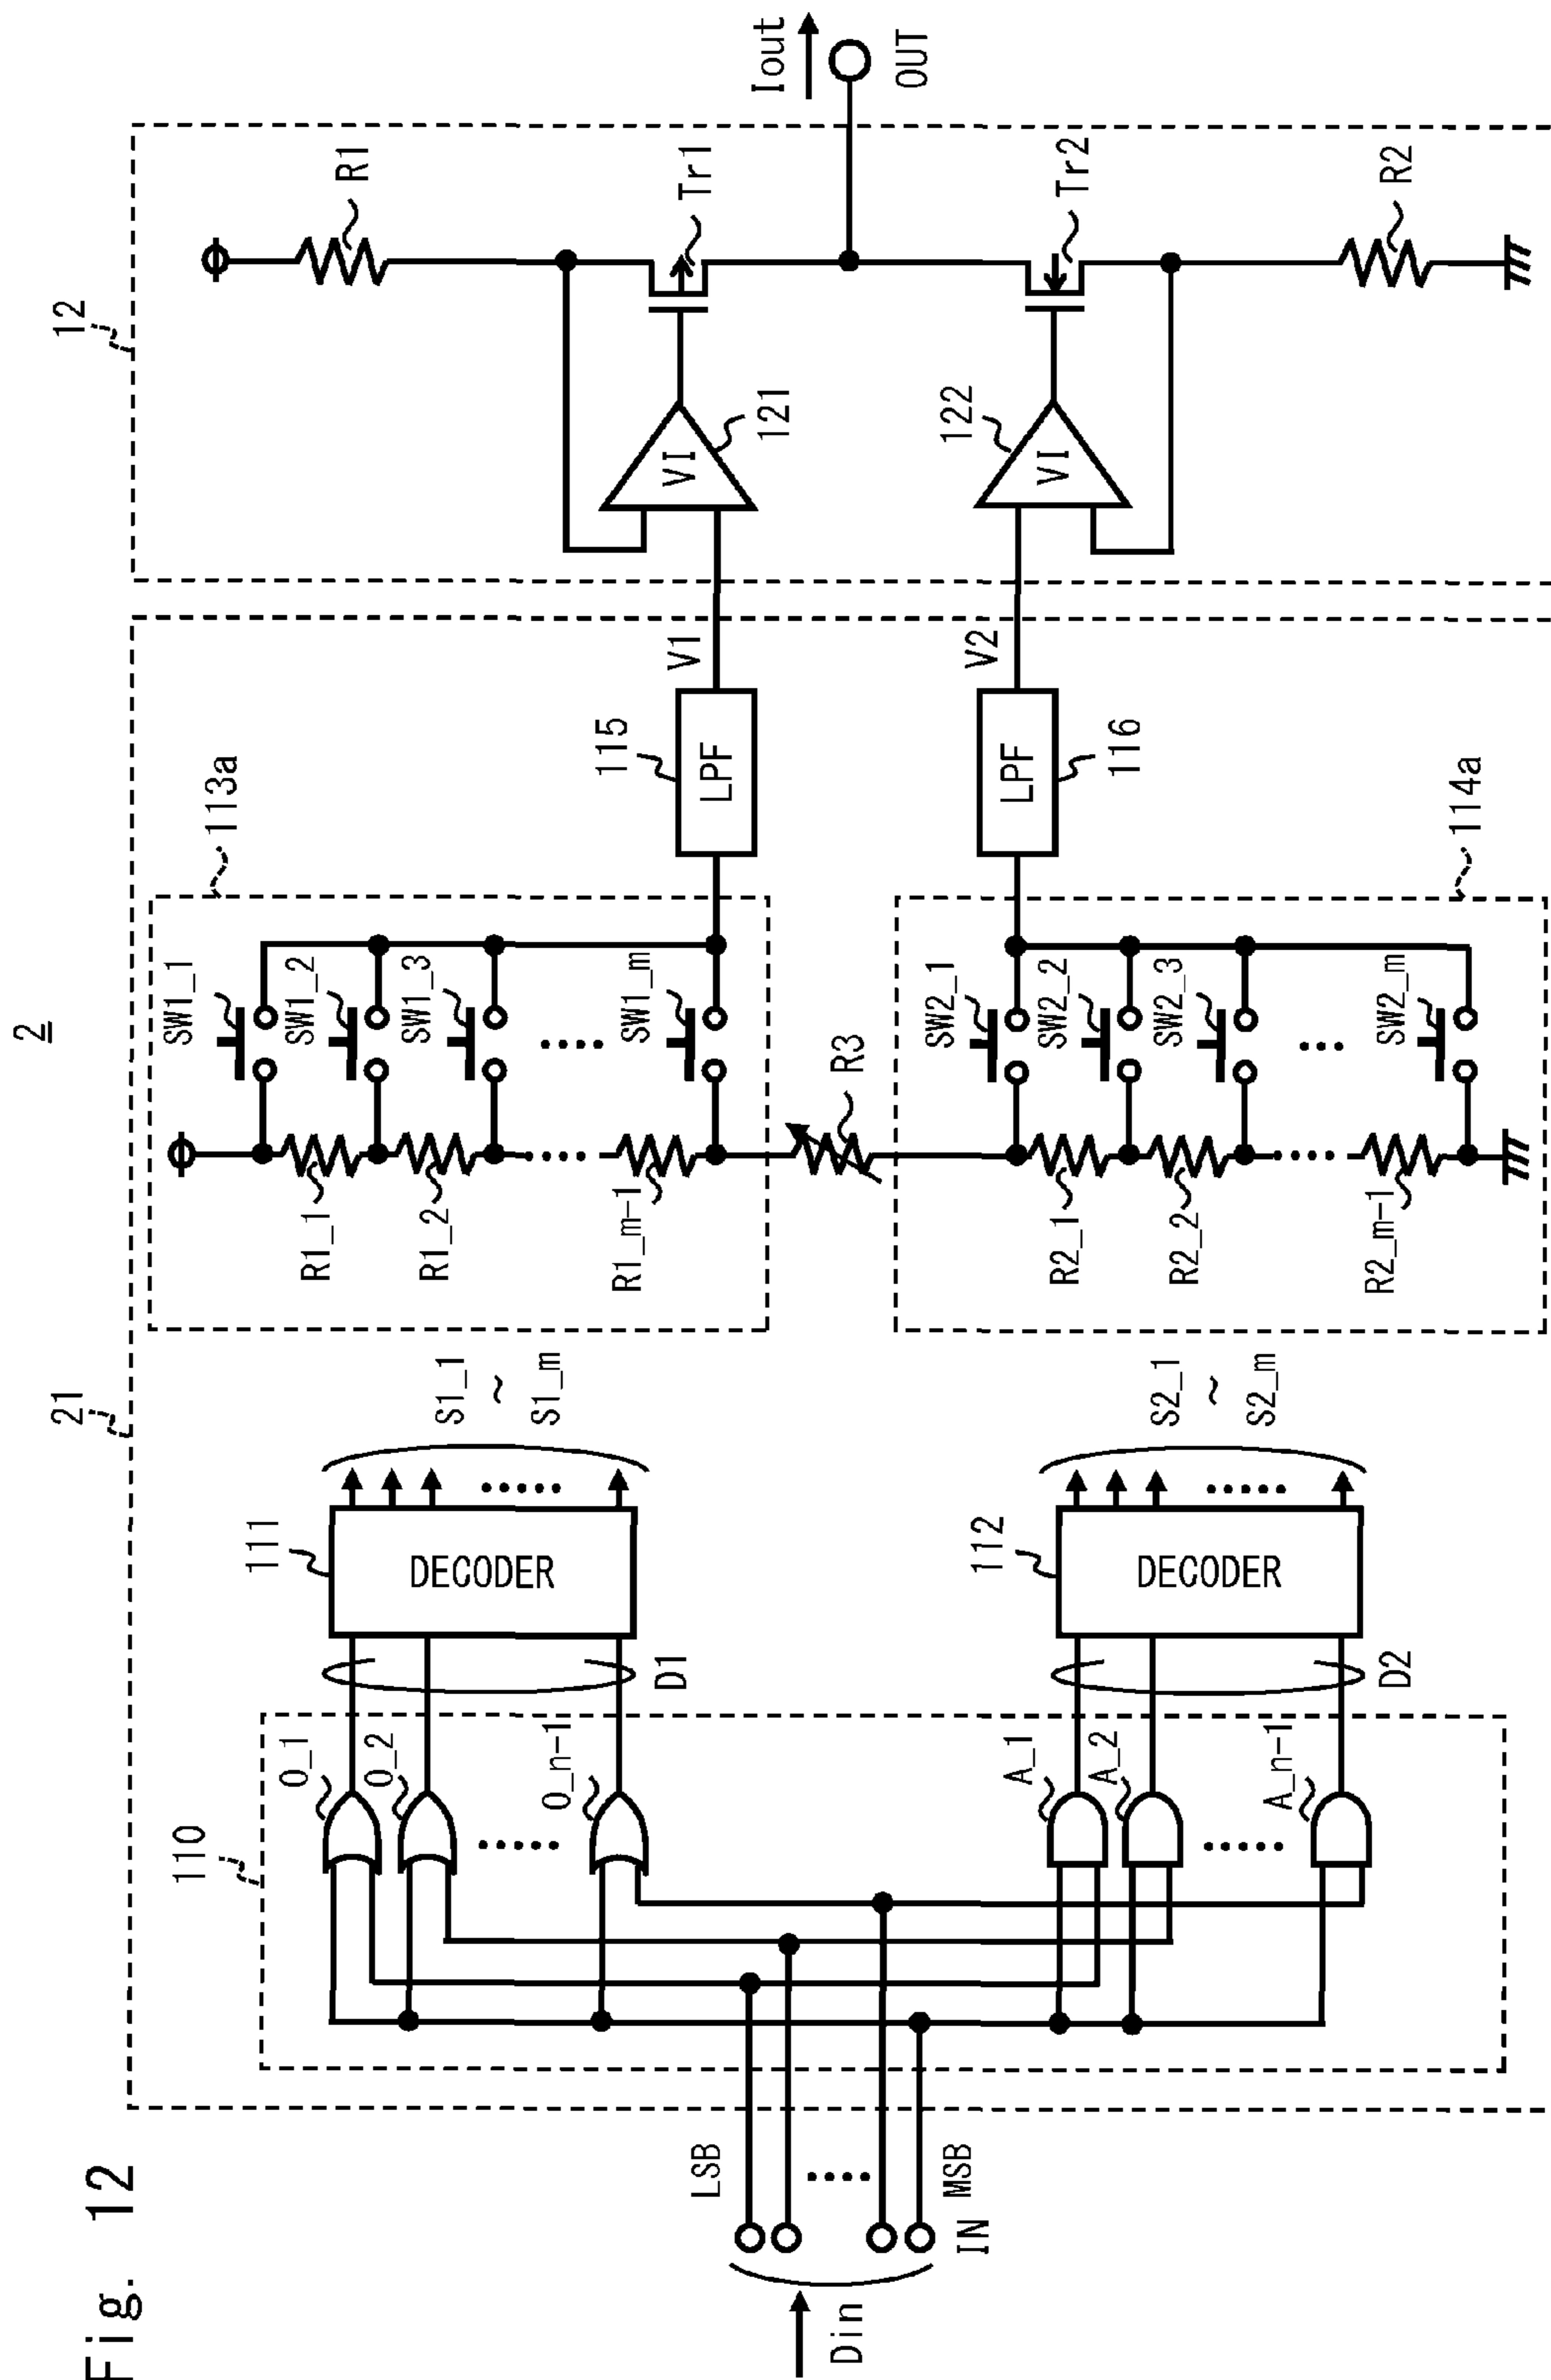 Fig. 12
2
21
12
110
111
112
113a
114a
Din
LSB
MSB
IN
O_1
O_2
O_n-1
A_1
A_2
A_n-1
D1
D2
DECODER
DECODER
S1_1
~
S1_m
S2_1
~
S2_m
R1_1
R1_2
R1_m-1
SW1_1
SW1_2
SW1_3
SW1_m
R3
R2_1
R2_2
R2_m-1
SW2_1
SW2_2
SW2_3
SW2_m
115
LPF
V1
116
LPF
V2
VI
121
VI
122
R1
Tr1
Tr2
R2
Iout
OUT